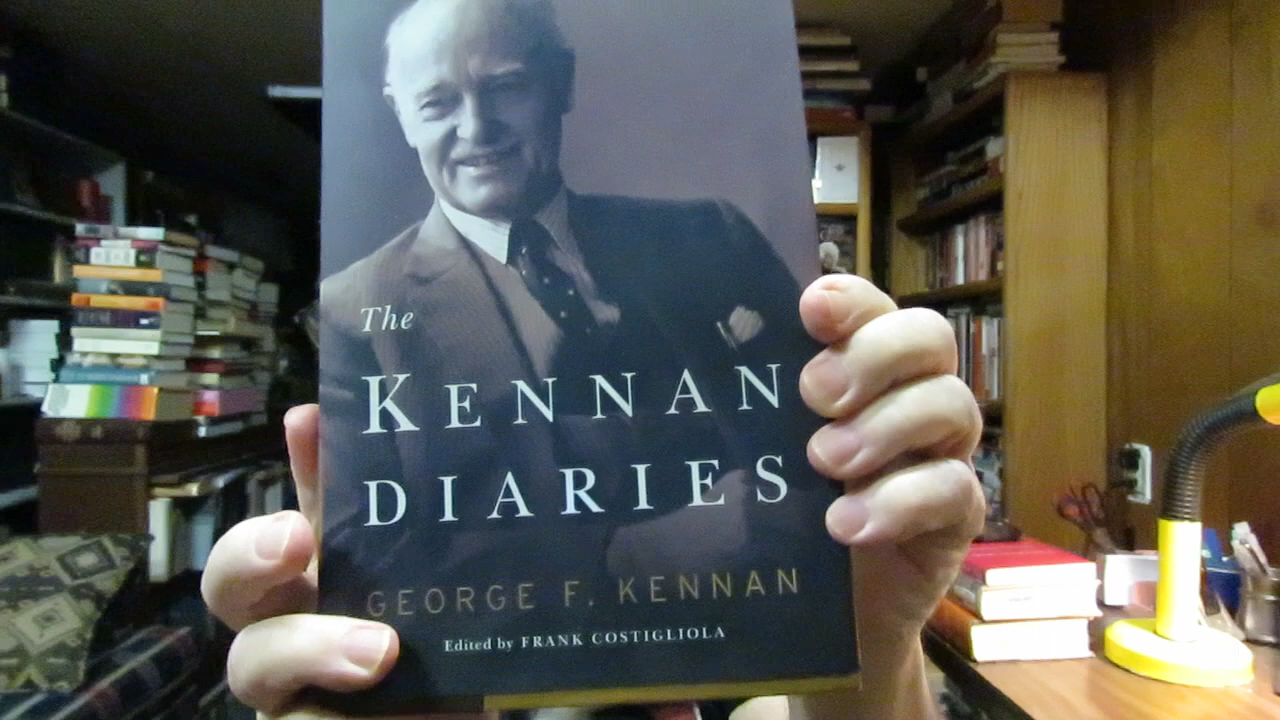 The
KENNAN
DIARIES
GEORGE F. KENNAN
Edited by FRANK COSTIGLIOLA